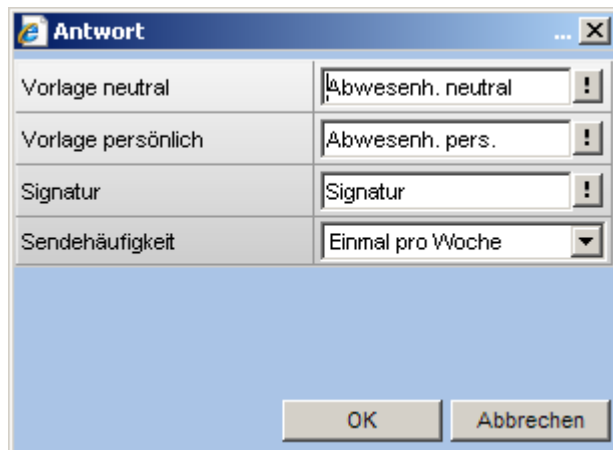 Antwort ...
Vorlage neutral Abwesenh. neutral !
Vorlage persönlich Abwesenh. pers. !
Signatur Signatur !
Sendehäufigkeit Einmal pro Woche
OK Abbrechen